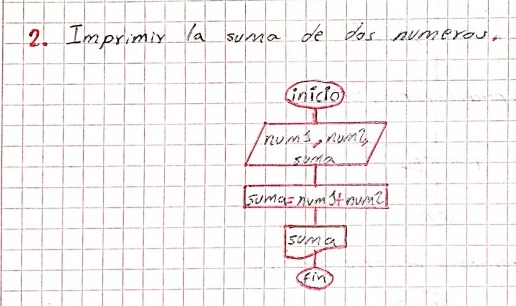 2. Imprimir la suma de dos numeros.
inicio
num1, num2,
suma
suma=num1+num2
suma
fin